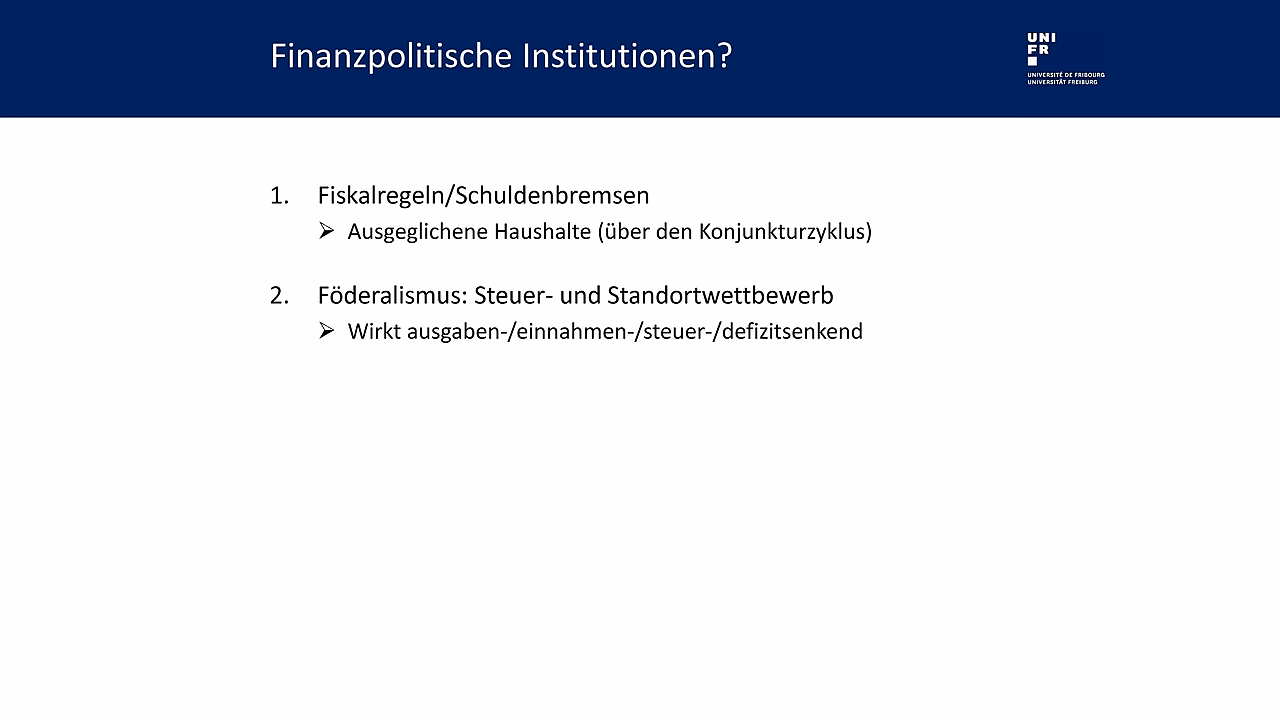 Finanzpolitische Institutionen?
UNI
FR
UNIVERSITÉ DE FRIBOURG
UNIVERSITÄT FREIBURG
1. Fiskalregeln/Schuldenbremsen
➢ Ausgeglichene Haushalte (über den Konjunkturzyklus)
2. Föderalismus: Steuer- und Standortwettbewerb
➢ Wirkt ausgaben-/einnahmen-/steuer-/defizitsenkend